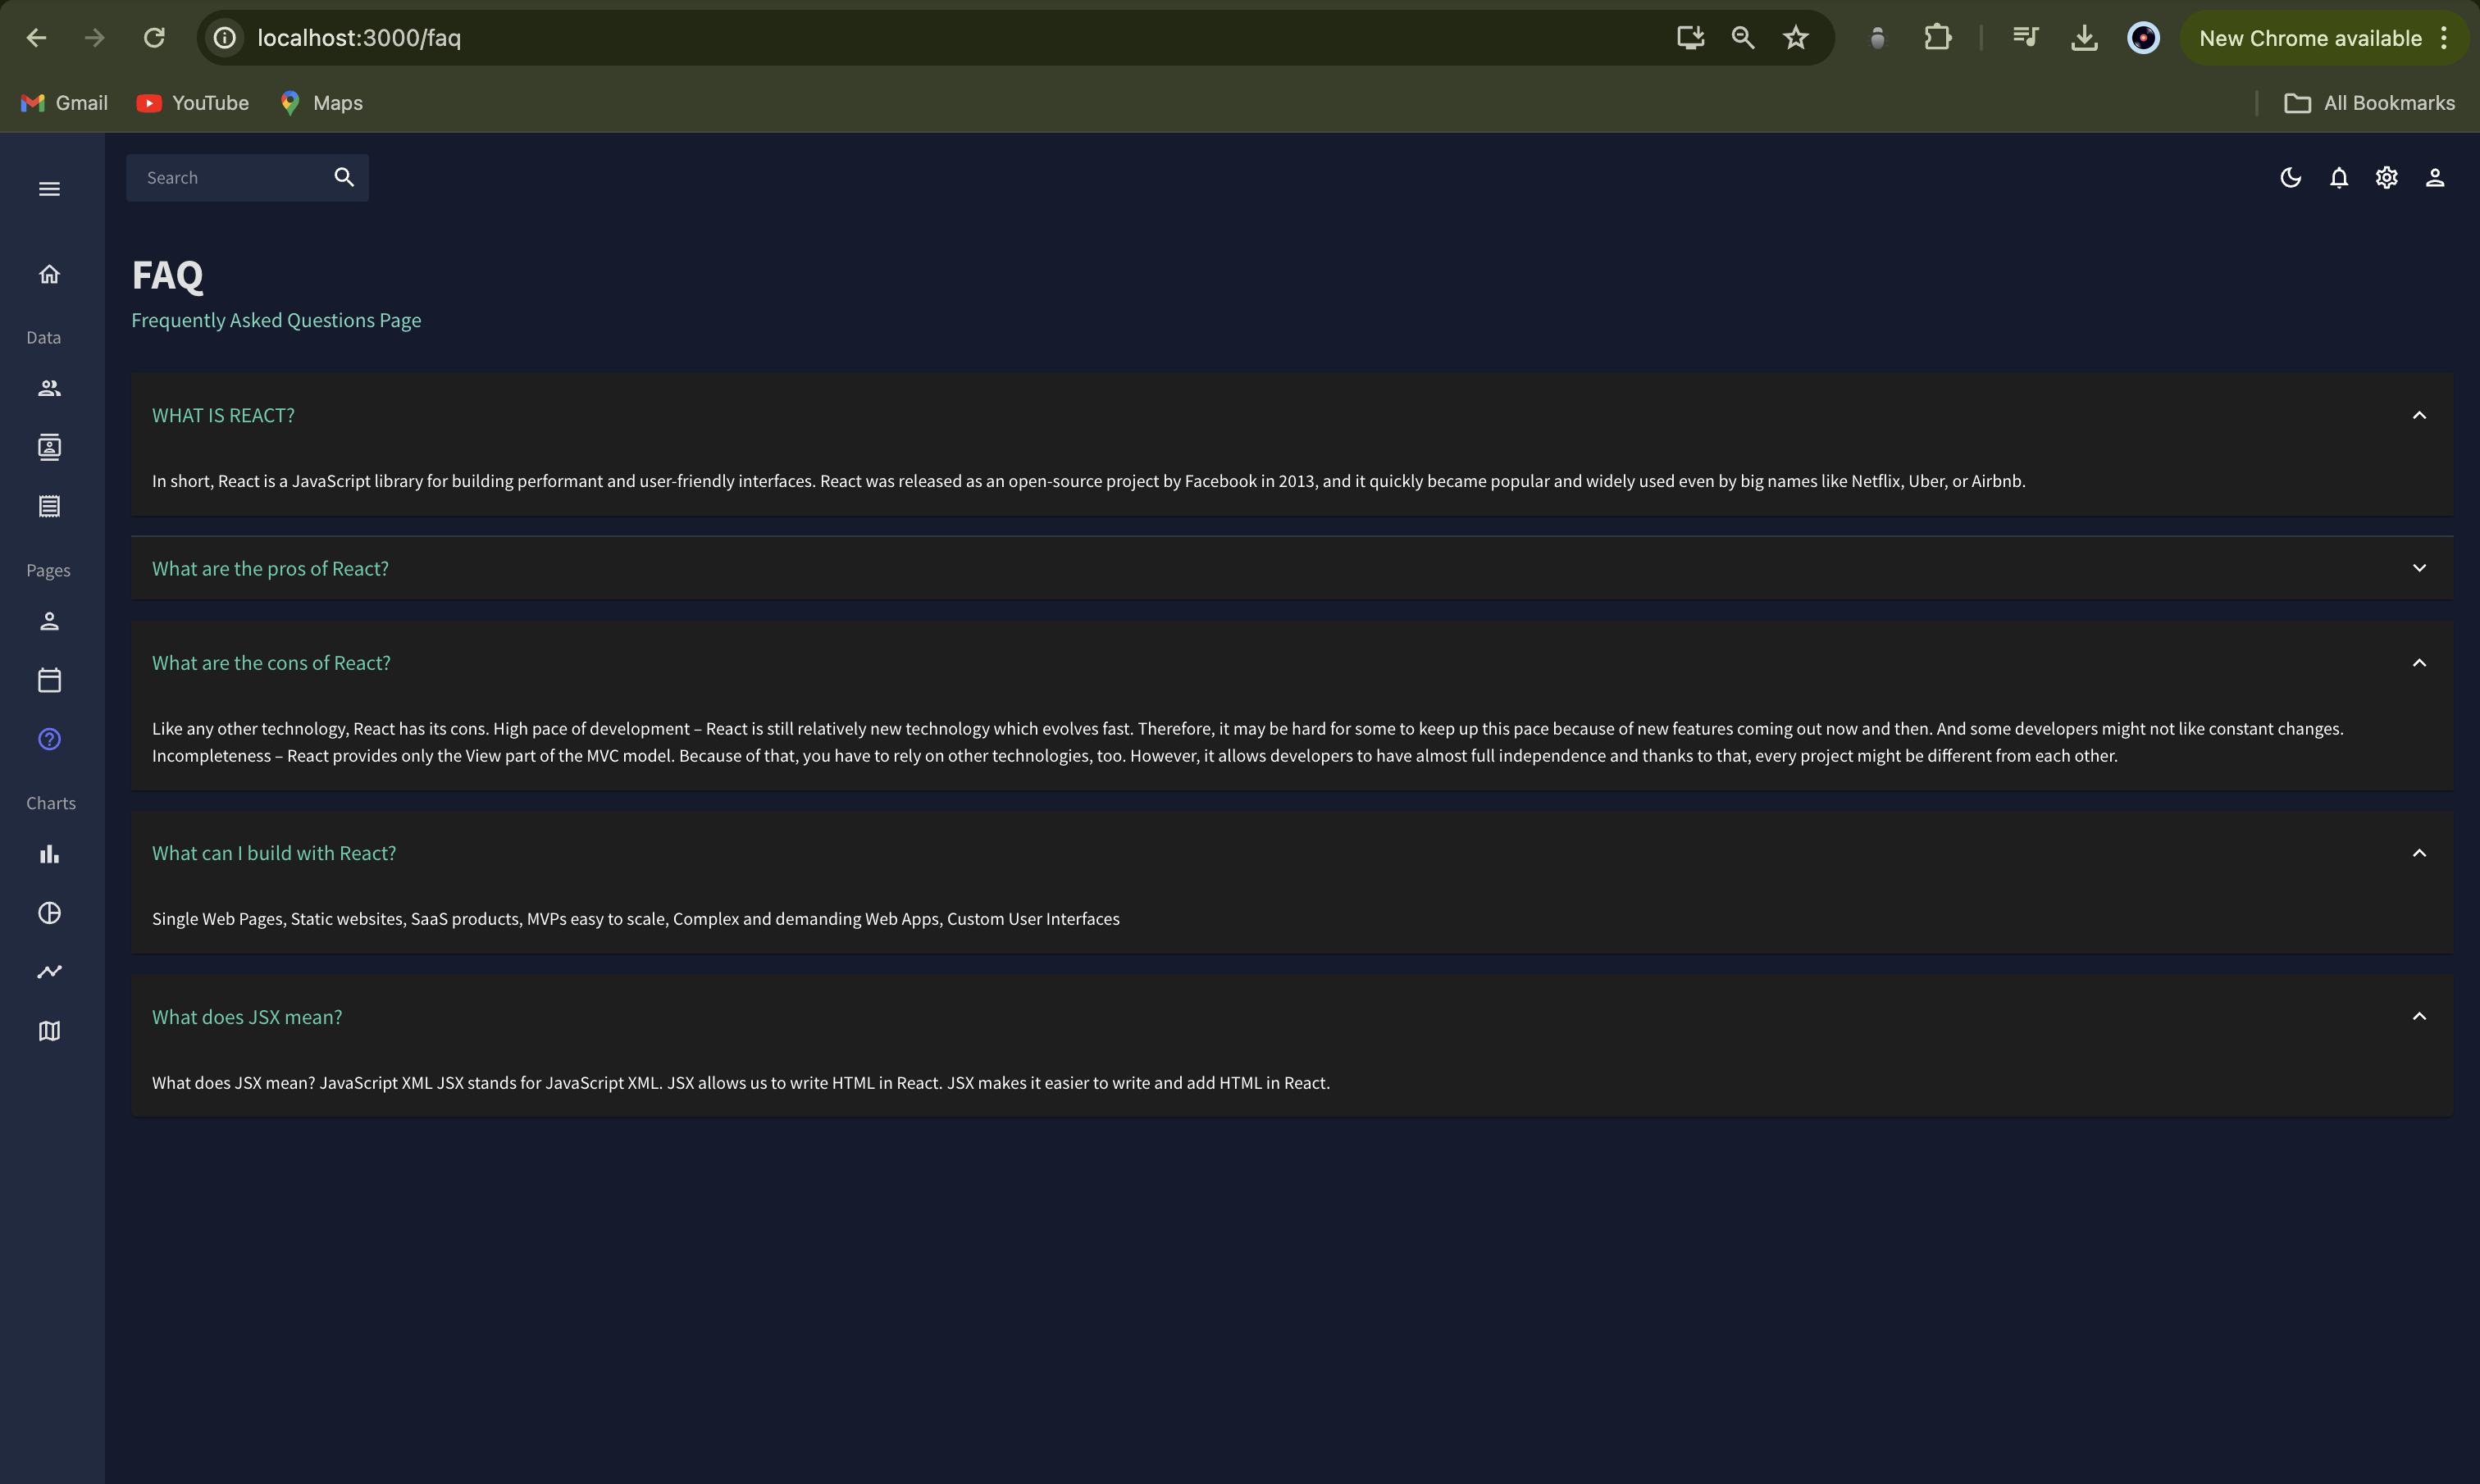 localhost:3000/faq
New Chrome available
Gmail
YouTube
Maps
All Bookmarks
Search
FAQ
Frequently Asked Questions Page
Data
Pages
Charts
WHAT IS REACT?
In short, React is a JavaScript library for building performant and user-friendly interfaces. React was released as an open-source project by Facebook in 2013, and it quickly became popular and widely used even by big names like Netflix, Uber, or Airbnb.
What are the pros of React?
What are the cons of React?
Like any other technology, React has its cons. High pace of development – React is still relatively new technology which evolves fast. Therefore, it may be hard for some to keep up this pace because of new features coming out now and then. And some developers might not like constant changes.
Incompleteness – React provides only the View part of the MVC model. Because of that, you have to rely on other technologies, too. However, it allows developers to have almost full independence and thanks to that, every project might be different from each other.
What can I build with React?
Single Web Pages, Static websites, SaaS products, MVPs easy to scale, Complex and demanding Web Apps, Custom User Interfaces
What does JSX mean?
What does JSX mean? JavaScript XML JSX stands for JavaScript XML. JSX allows us to write HTML in React. JSX makes it easier to write and add HTML in React.